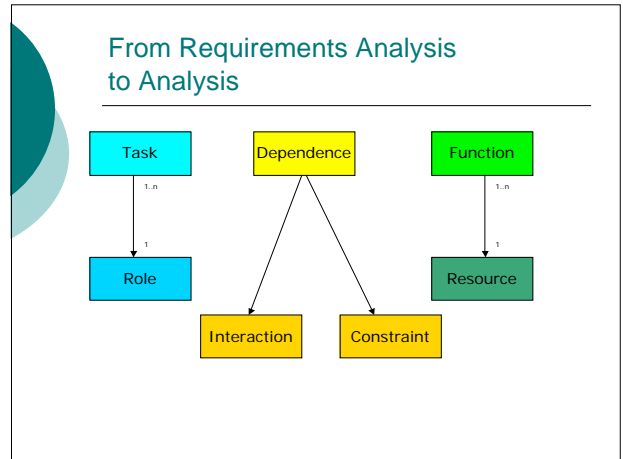 From Requirements Analysis
to Analysis
Task
Dependence
Function
1..n
1..n
1
1
Role
Resource
Interaction
Constraint